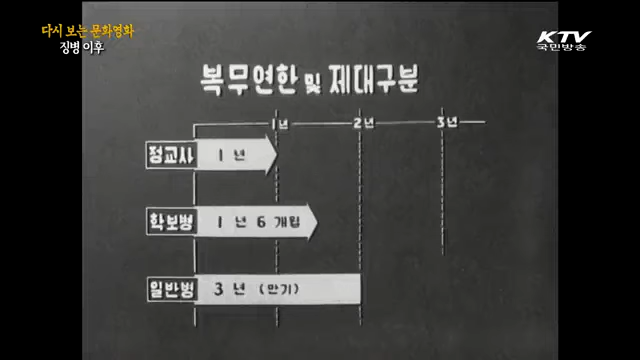 다시 보는 문화영화
징병 이후
KTV
국민방송
복무연한 및 제대구분
1년 2년 3년
정교사 1 년
학보병 1 년 6 개월
일반병 3 년 (만기)